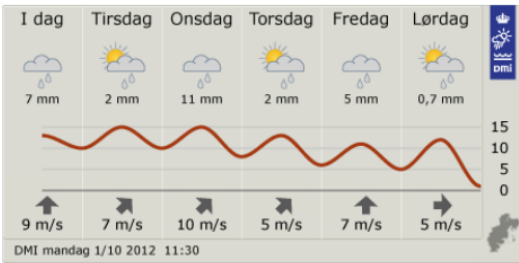 I dag Tirsdag Onsdag Torsdag Fredag Lørdag
DMI
7 mm 2 mm 11 mm 2 mm 5 mm 0,7 mm
15
10
5
0
9 m/s 7 m/s 10 m/s 5 m/s 7 m/s 5 m/s
DMI mandag 1/10 2012 11:30